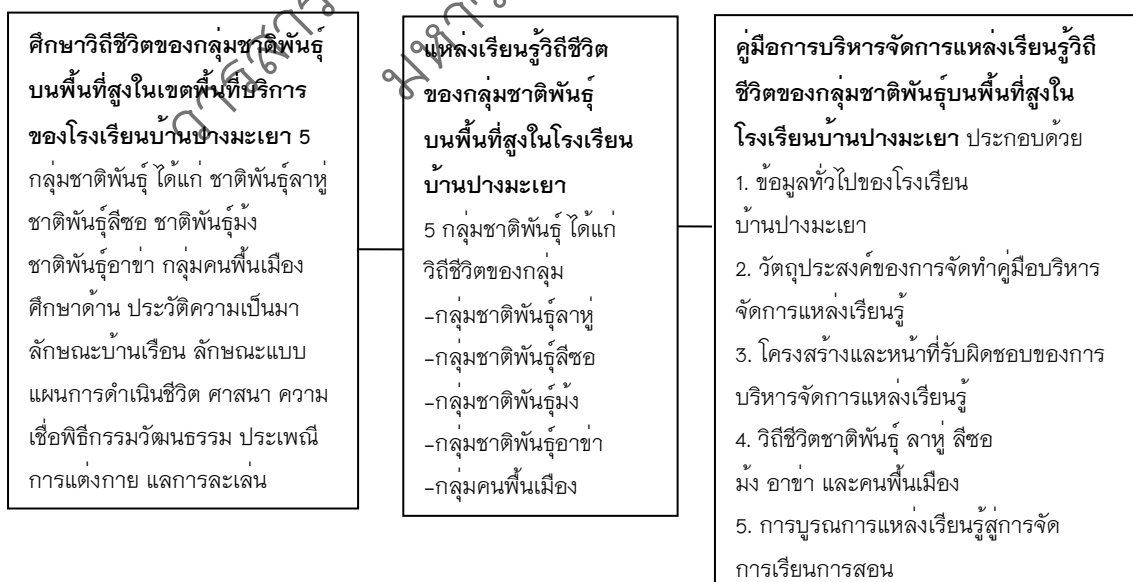 ศึกษาวิถีชีวิตของกลุ่มชาติพันธุ์
บนพื้นที่สูงในเขตพื้นที่บริการ
ของโรงเรียนบ้านปางมะเยา 5
กลุ่มชาติพันธุ์ ได้แก่ ชาติพันธุ์ลาหู่
ชาติพันธุ์ลีซอ ชาติพันธุ์ม้ง
ชาติพันธุ์อาข่า กลุ่มคนพื้นเมือง
ศึกษาด้าน ประวัติความเป็นมา
ลักษณะบ้านเรือน ลักษณะแบบ
แผนการดำเนินชีวิต ศาสนา ความ
เชื่อพิธีกรรมวัฒนธรรม ประเพณี
การแต่งกาย แลการละเล่น
แหล่งเรียนรู้วิถีชีวิต
ของกลุ่มชาติพันธุ์
บนพื้นที่สูงในโรงเรียน
บ้านปางมะเยา
5 กลุ่มชาติพันธุ์ ได้แก่
วิถีชีวิตของกลุ่ม
-กลุ่มชาติพันธุ์ลาหู่
-กลุ่มชาติพันธุ์ลีซอ
-กลุ่มชาติพันธุ์ม้ง
-กลุ่มชาติพันธุ์อาข่า
-กลุ่มคนพื้นเมือง
คู่มือการบริหารจัดการแหล่งเรียนรู้วิถี
ชีวิตของกลุ่มชาติพันธุ์บนพื้นที่สูงใน
โรงเรียนบ้านปางมะเยา ประกอบด้วย
1. ข้อมูลทั่วไปของโรงเรียน
บ้านปางมะเยา
2. วัตถุประสงค์ของการจัดทำคู่มือบริหาร
จัดการแหล่งเรียนรู้
3. โครงสร้างและหน้าที่รับผิดชอบของการ
บริหารจัดการแหล่งเรียนรู้
4. วิถีชีวิตชาติพันธุ์ ลาหู่ ลีซอ
ม้ง อาข่า และคนพื้นเมือง
5. การบูรณการแหล่งเรียนรู้สู่การจัด
การเรียนการสอน